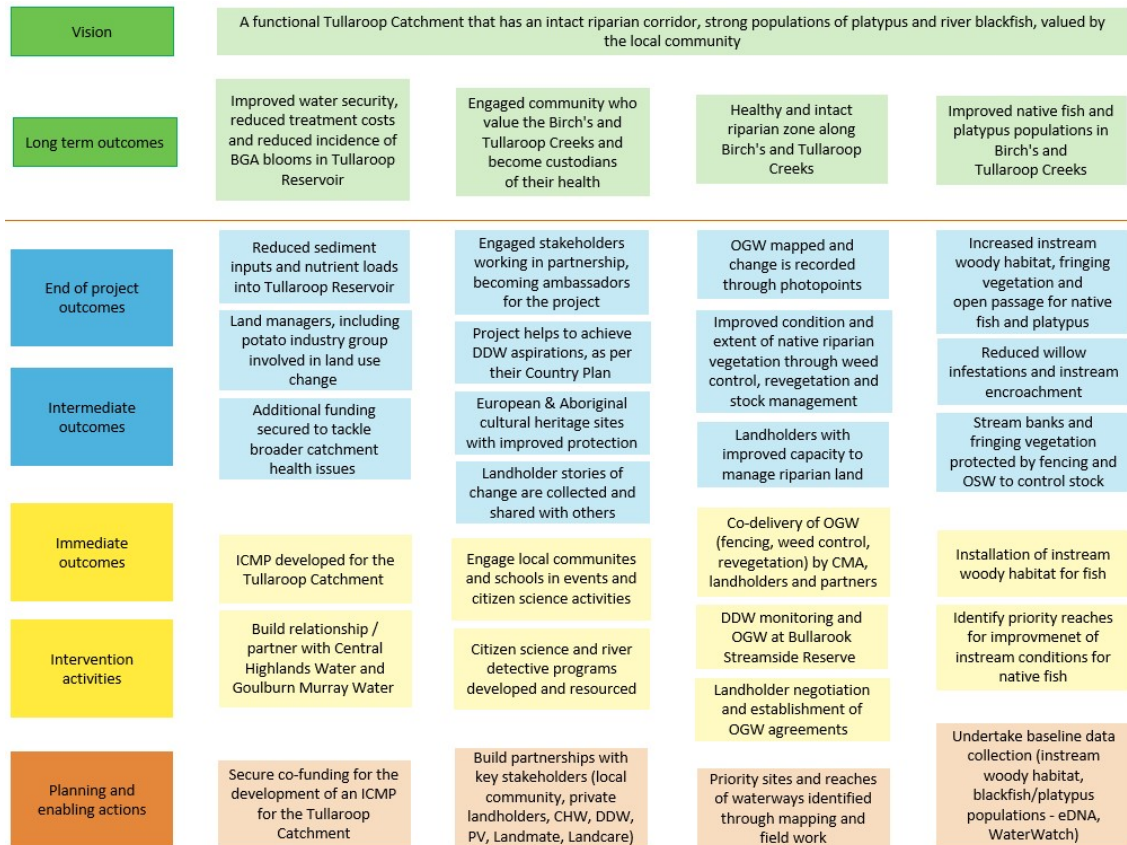 Vision
A functional Tullaroop Catchment that has an intact riparian corridor, strong populations of platypus and river blackfish, valued by
the local community
Long term outcomes
Improved water security,
reduced treatment costs
and reduced incidence of
BGA blooms in Tullaroop
Reservoir
Engaged community who
value the Birch's and
Tullaroop Creeks and
become custodians
of their health
Healthy and intact
riparian zone along
Birch's and Tullaroop
Creeks
Improved native fish and
platypus populations in
Birch's and
Tullaroop Creeks
End of project
outcomes
Reduced sediment
inputs and nutrient loads
into Tullaroop Reservoir
Engaged stakeholders
working in partnership,
becoming ambassadors
for the project
OGW mapped and
change is recorded
through photopoints
Increased instream
woody habitat, fringing
vegetation and
open passage for native
fish and platypus
Land managers, including
potato industry group
involved in land use
change
Project helps to achieve
DDW aspirations, as per
their Country Plan
Improved condition and
extent of native riparian
vegetation through weed
control, revegetation and
stock management
Reduced willow
infestations and instream
encroachment
Intermediate
outcomes
Additional funding
secured to tackle
broader catchment
health issues
European & Aboriginal
cultural heritage sites
with improved protection
Landholders with
improved capacity to
manage riparian land
Stream banks and
fringing vegetation
protected by fencing and
OSW to control stock
Landholder stories of
change are collected and
shared with others
Immediate
outcomes
ICMP developed for the
Tullaroop Catchment
Engage local communites
and schools in events and
citizen science activities
Co-delivery of OGW
(fencing, weed control,
revegetation) by CMA,
landholders and partners
Installation of instream
woody habitat for fish
Intervention
activities
Build relationship /
partner with Central
Highlands Water and
Goulburn Murray Water
Citizen science and river
detective programs
developed and resourced
DDW monitoring and
OGW at Bullarook
Streamside Reserve
Identify priority reaches
for improvmenet of
instream conditions for
native fish
Landholder negotiation
and establishment of
OGW agreements
Planning and
enabling actions
Secure co-funding for the
development of an ICMP
for the Tullaroop
Catchment
Build partnerships with
key stakeholders (local
community, private
landholders, CHW, DDW,
PV, Landmate, Landcare)
Priority sites and reaches
of waterways identified
through mapping and
field work
Undertake baseline data
collection (instream
woody habitat,
blackfish/platypus
populations - eDNA,
WaterWatch)